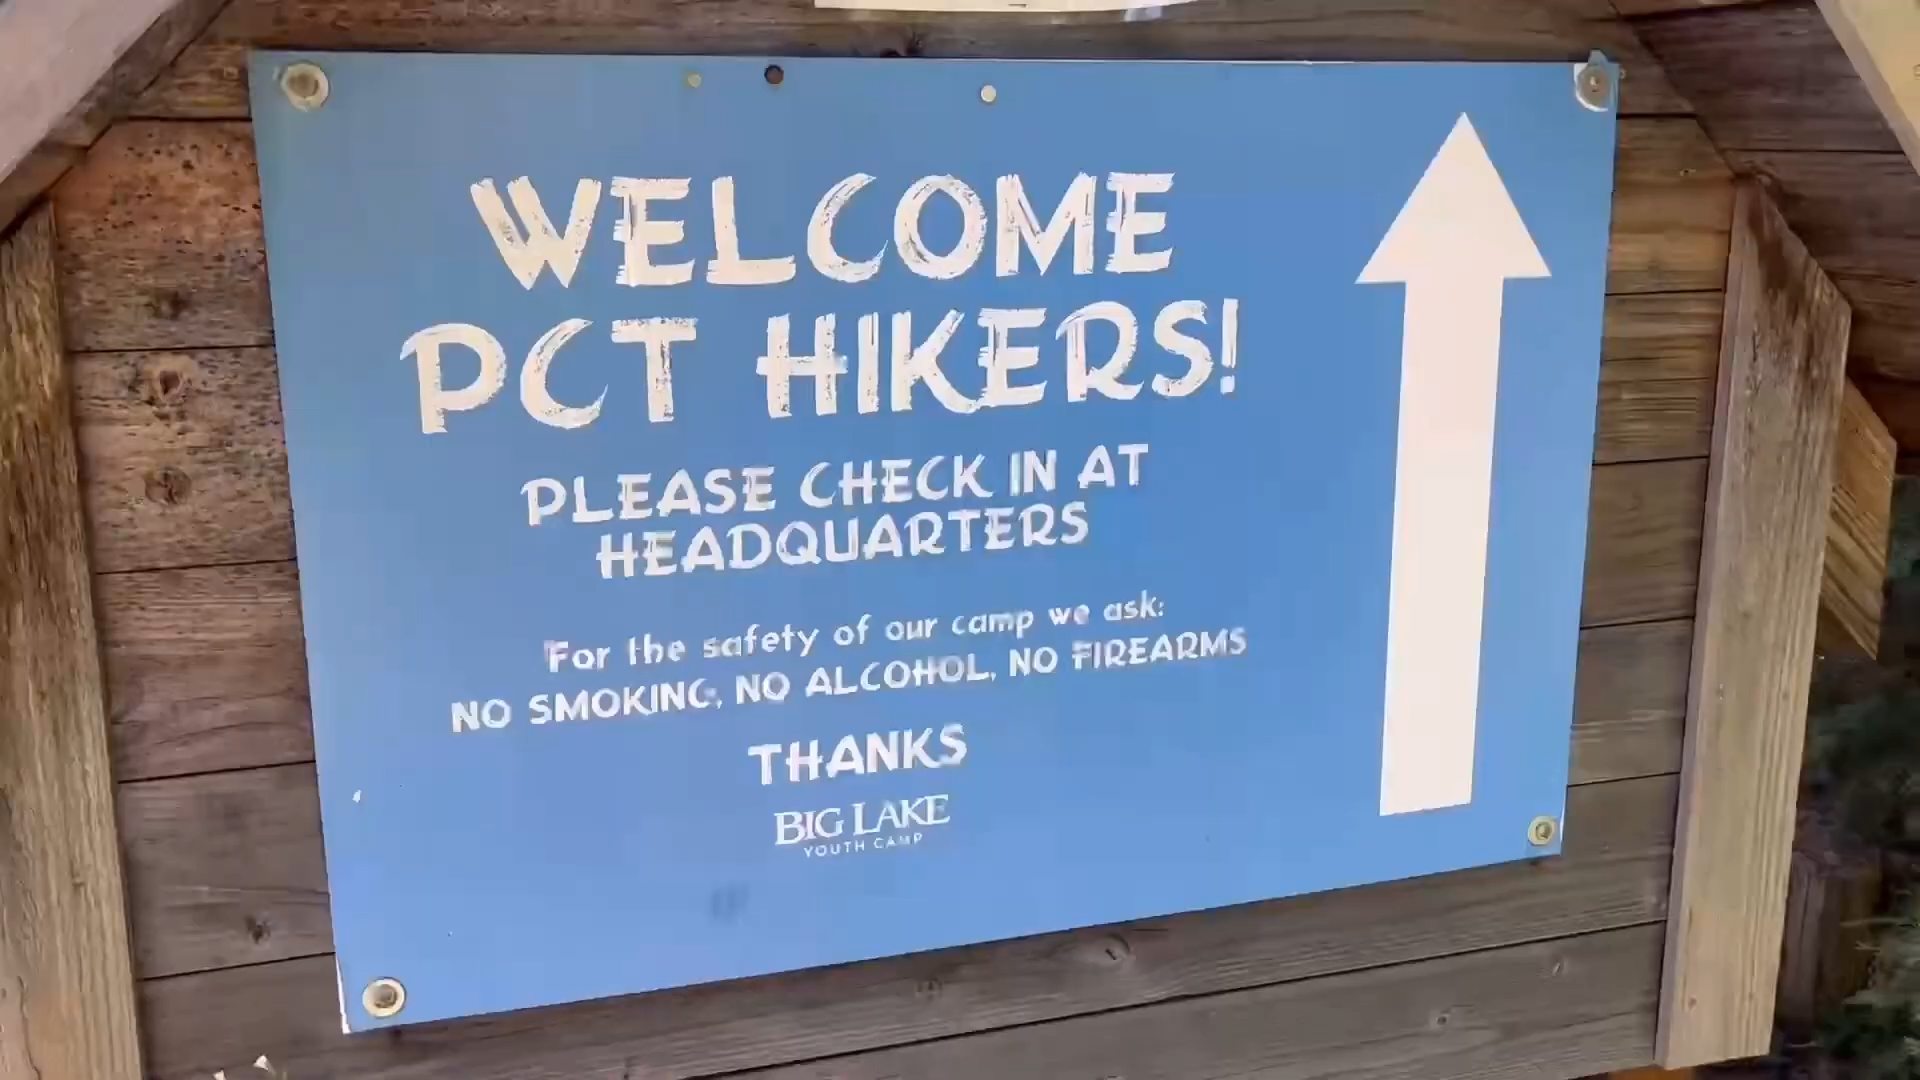 WELCOME
PCT HIKERS!
PLEASE CHECK IN AT
HEADQUARTERS
For the safety of our camp we ask:
NO SMOKING, NO ALCOHOL, NO FIREARMS
THANKS
BIG LAKE
YOUTH CAMP